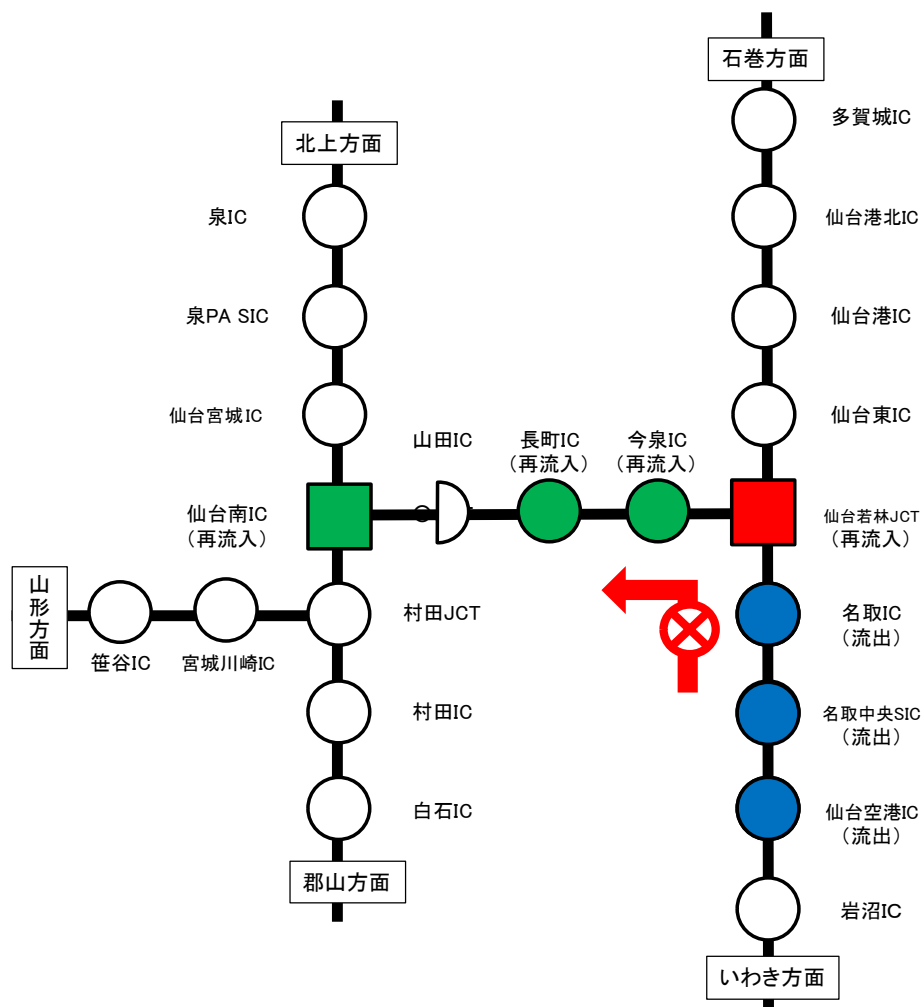 石巻方面
多賀城IC
北上方面
泉IC
仙台港北IC
泉PA SIC
仙台港IC
仙台宮城IC
山田IC
長町IC
（再流入）
今泉IC
（再流入）
仙台東IC
仙台南IC
（再流入）
仙台若林JCT
（再流入）
山形方面
笹谷IC
宮城川崎IC
村田JCT
名取IC
（流出）
村田IC
名取中央SIC
（流出）
白石IC
仙台空港IC
（流出）
郡山方面
岩沼IC
いわき方面